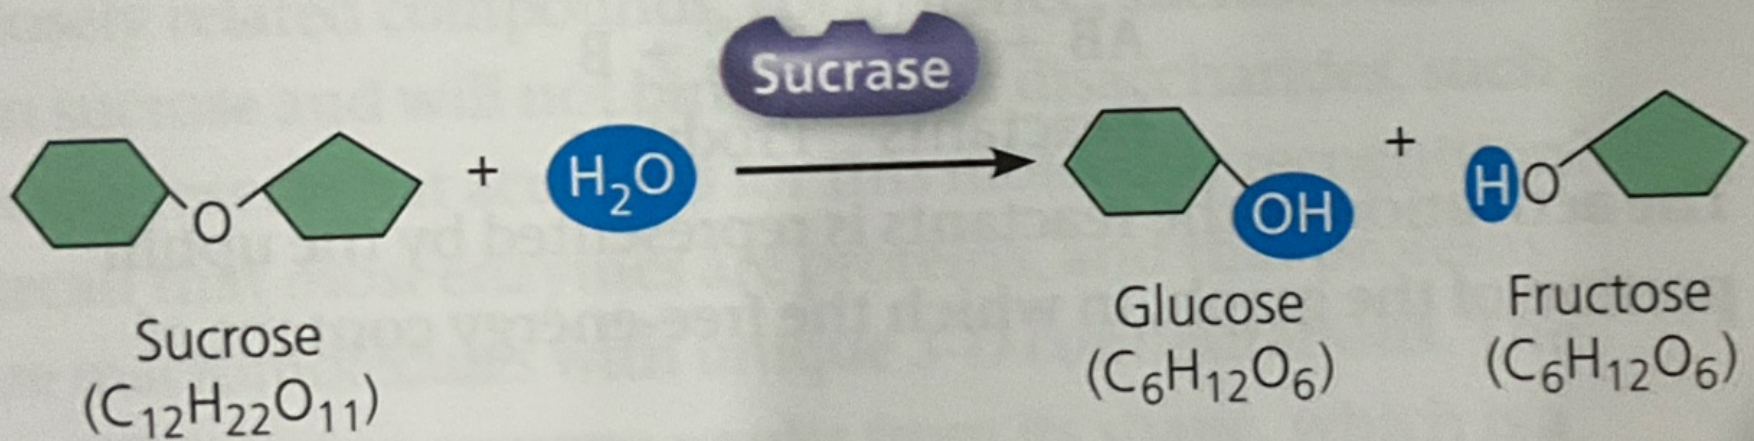 Sucrase
O + H₂O OH + HO
Sucrose Glucose Fructose
(C₁₂H₂₂O₁₁) (C₆H₁₂O₆) (C₆H₁₂O₆)